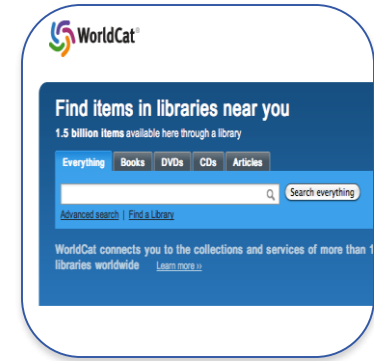 WorldCat®
Find items in libraries near you
1.5 billion items available here through a library
Everything Books DVDs CDs Articles
Search everything
Advanced search | Find a Library
WorldCat connects you to the collections and services of more than 1
libraries worldwide Learn more »